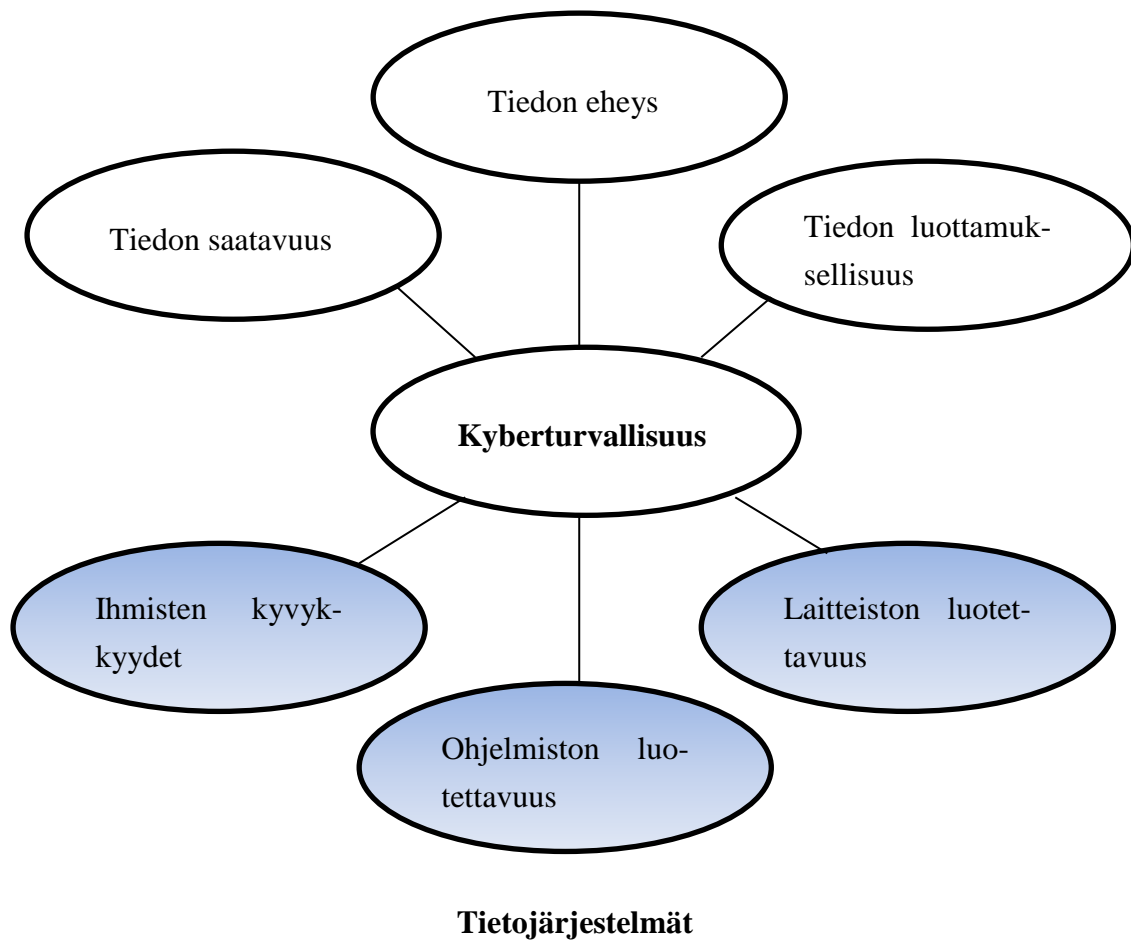 Tiedon eheys
Tiedon saatavuus
Tiedon luottamuk-
sellisuus
Kyberturvallisuus
Ihmisten kyvyk-
kyydet
Laitteiston luotet-
tavuus
Ohjelmiston luo-
tettavuus
Tietojärjestelmät